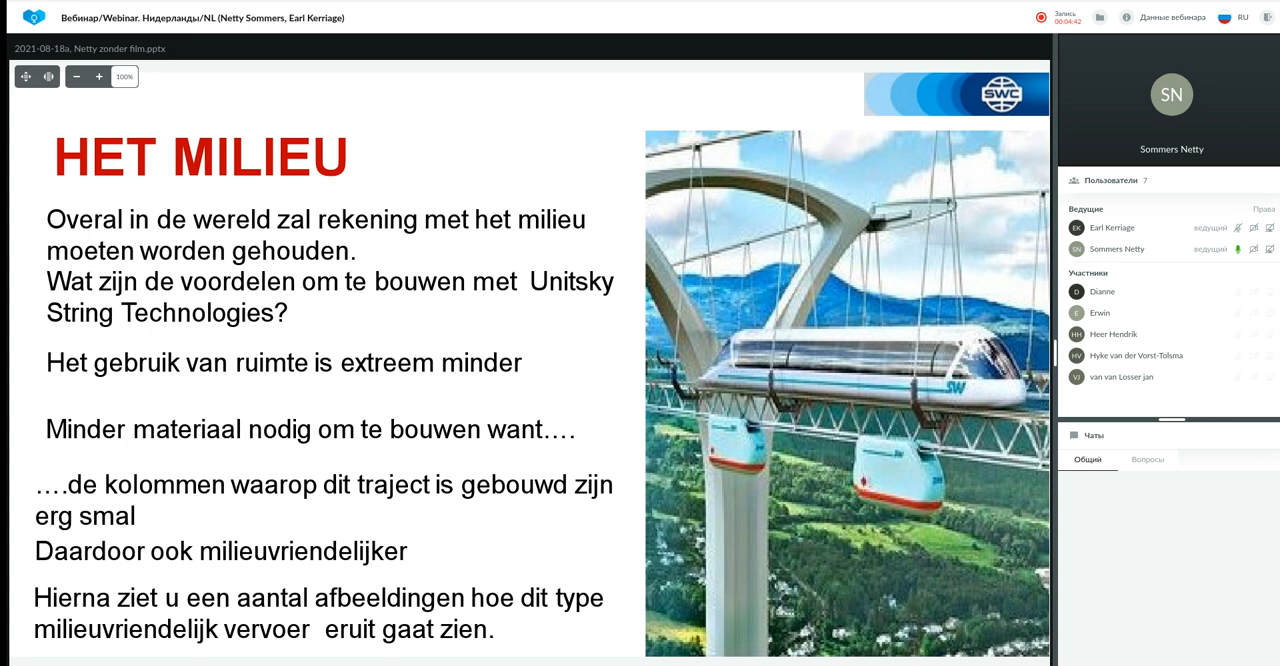 Вебинар/Webinar. Нидерланды/NL (Netty Sommers, Earl Kerriage)
Запись
00:04:42
Данные вебинара
RU
2021-08-18a, Netty zonder film.pptx
100%
SWC
HET MILIEU
Overal in de wereld zal rekening met het milieu
moeten worden gehouden.
Wat zijn de voordelen om te bouwen met Unitsky
String Technologies?
Het gebruik van ruimte is extreem minder
Minder materiaal nodig om te bouwen want….
….de kolommen waarop dit traject is gebouwd zijn
erg smal
Daardoor ook milieuvriendelijker
Hierna ziet u een aantal afbeeldingen hoe dit type
milieuvriendelijk vervoer eruit gaat zien.
SN
Sommers Netty
Пользователи 7
Ведущие Права
EK Earl Kerriage ведущий
SN Sommers Netty ведущий
Участники
D Dianne
E Erwin
HH Heer Hendrik
HV Hyke van der Vorst-Tolsma
VJ van van Losser jan
Чаты
Общий Вопросы